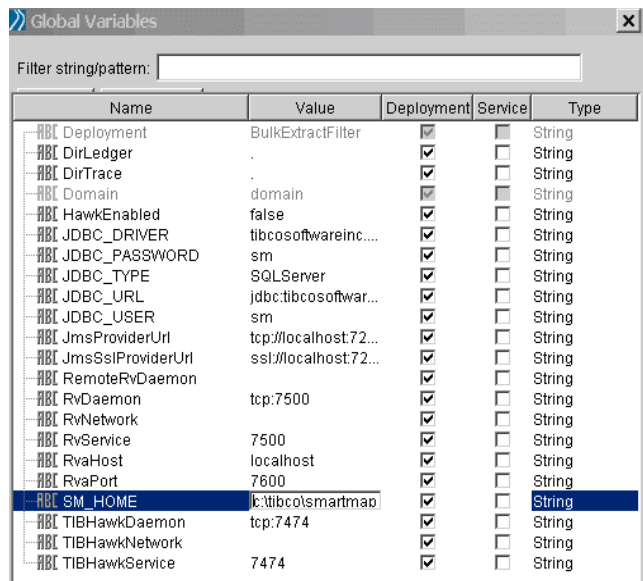 Global Variables
Filter string/pattern:
Name Value Deployment Service Type
Deployment BulkExtractFilter String
DirLedger . String
DirTrace . String
Domain domain String
HawkEnabled false String
JDBC_DRIVER tibcosoftwareinc.... String
JDBC_PASSWORD sm String
JDBC_TYPE SQLServer String
JDBC_URL jdbc:tibcosoftwar... String
JDBC_USER sm String
JmsProviderUrl tcp://localhost:72... String
JmsSslProviderUrl ssl://localhost:72... String
RemoteRvDaemon String
RvDaemon tcp:7500 String
RvNetwork String
RvService 7500 String
RvaHost localhost String
RvaPort 7600 String
SM_HOME c:\tibco\smartmap String
TIBHawkDaemon tcp:7474 String
TIBHawkNetwork String
TIBHawkService 7474 String